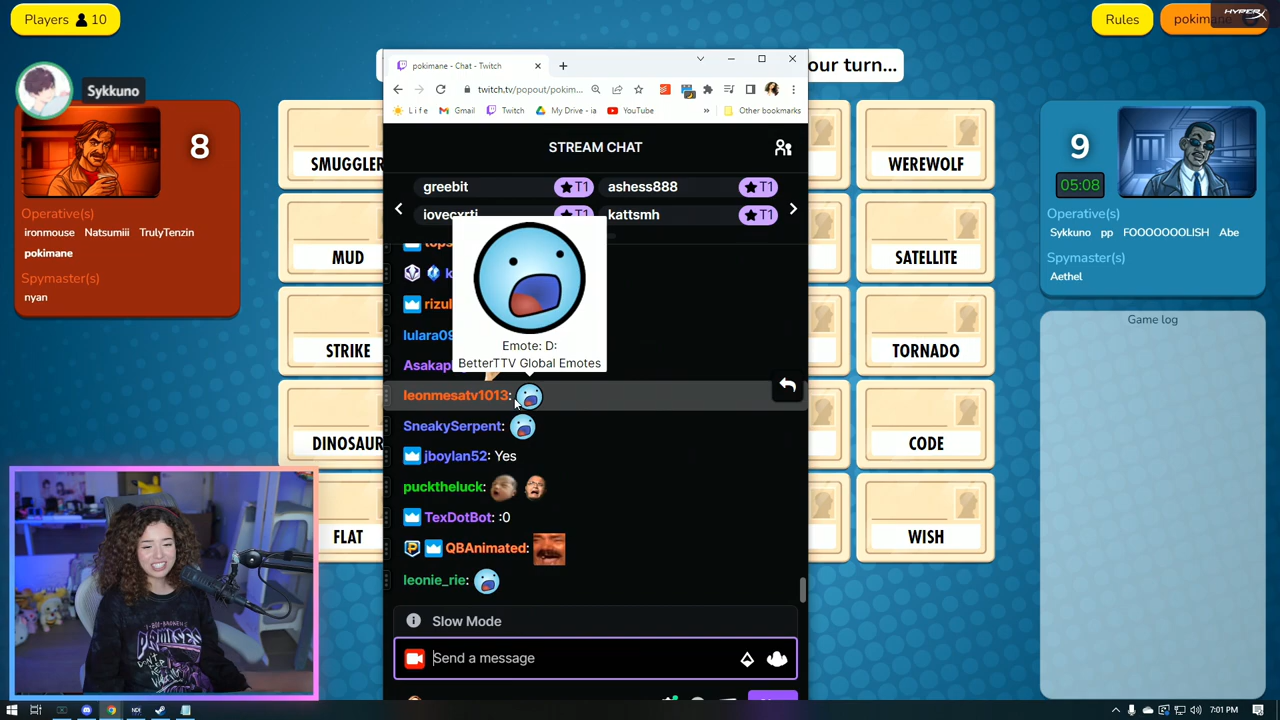 Players 10
Rules
pokimane
HYPERX
our turn...
Sykkuno
8
Operative(s)
ironmouse Natsumiii TrulyTenzin
pokimane
Spymaster(s)
nyan
SMUGGLER
MUD
STRIKE
DINOSAUR
FLAT
pokimane - Chat - Twitch
twitch.tv/popout/pokim...
Life Gmail Twitch My Drive - ia YouTube » Other bookmarks
STREAM CHAT
greebit T1 ashess888 T1
T1 kattsmh T1
rizul
Emote: D:
BetterTTV Global Emotes
leonmesatv1013:
SneakySerpent:
jboylan52: Yes
pucktheluck:
TexDotBot: :0
QBAnimated:
leonie_rie:
Slow Mode
Send a message
WEREWOLF
SATELLITE
TORNADO
CODE
WISH
9
05:08
Operative(s)
Sykkuno pp FOOOOOOOLISH Abe
Spymaster(s)
Aethel
Game log
7:01 PM